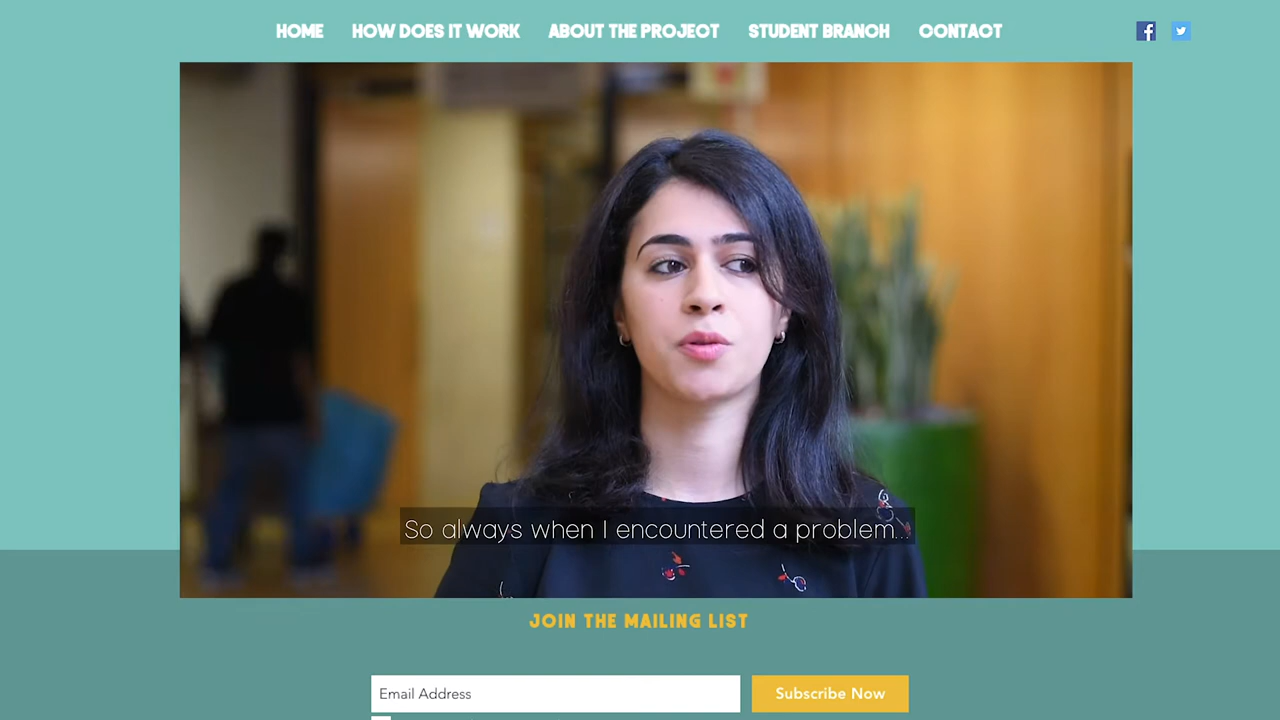 HOME HOW DOES IT WORK ABOUT THE PROJECT STUDENT BRANCH CONTACT
So always when I encountered a problem...
JOIN THE MAILING LIST
Email Address Subscribe Now